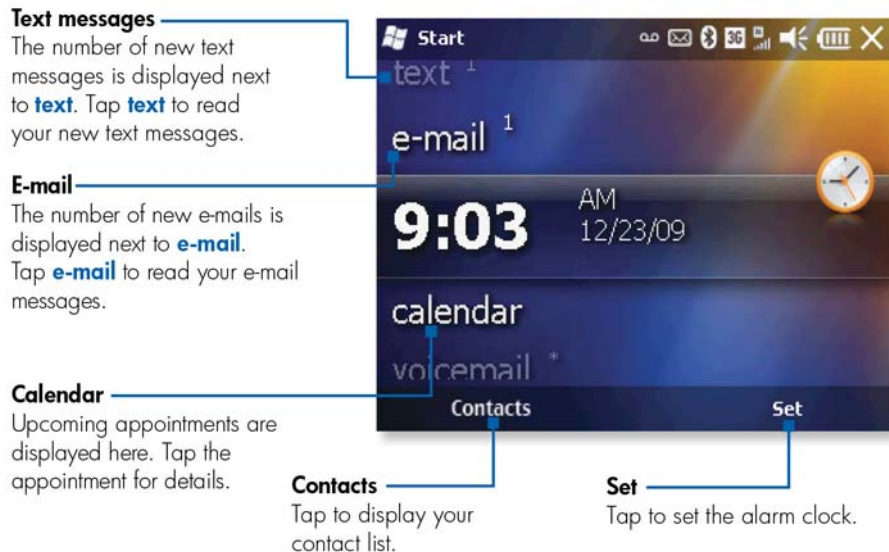 Text messages
The number of new text
messages is displayed next
to text. Tap text to read
your new text messages.
E-mail
The number of new e-mails is
displayed next to e-mail.
Tap e-mail to read your e-mail
messages.
Calendar
Upcoming appointments are
displayed here. Tap the
appointment for details.
Start
3G
text 1
e-mail 1
9:03
AM
12/23/09
calendar
voicemail *
Contacts
Set
Contacts
Tap to display your
contact list.
Set
Tap to set the alarm clock.